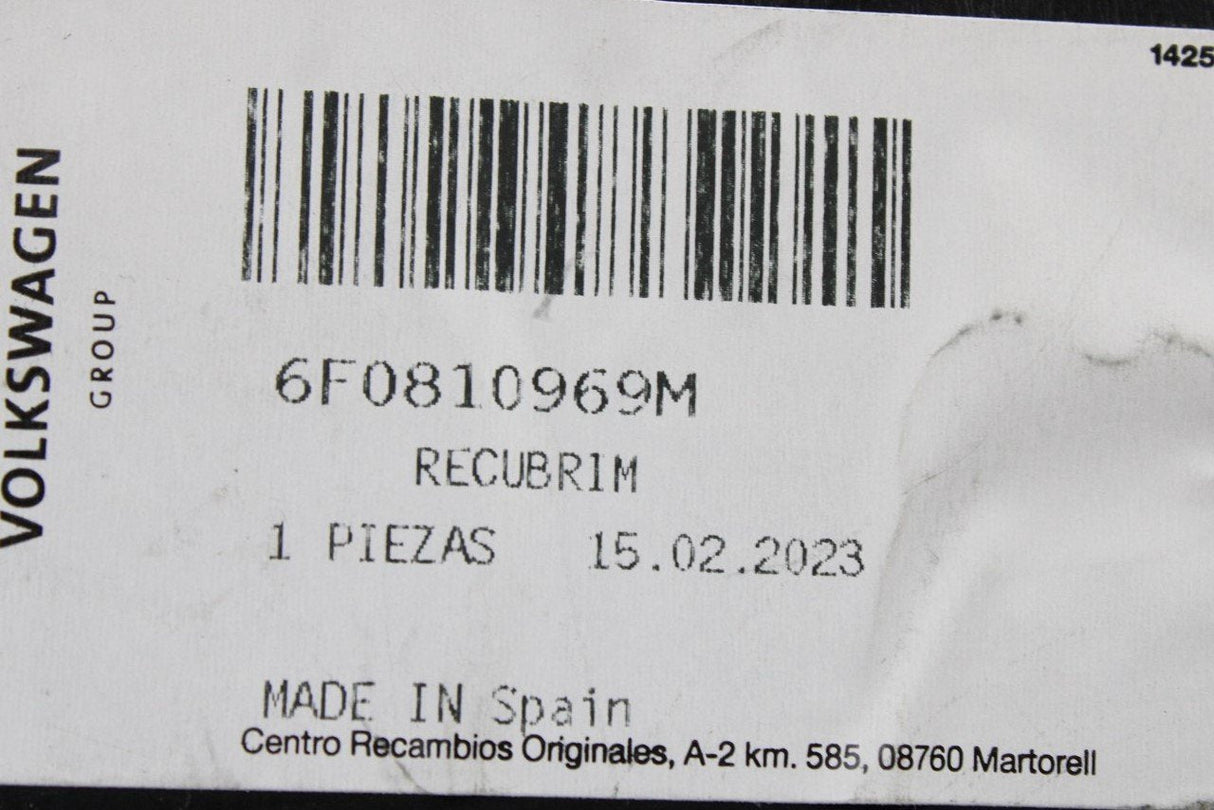 1425
VOLKSWAGEN
GROUP
6F0810969M
RECUBRIM
1 PIEZAS 15.02.2023
MADE IN Spain
Centro Recambios Originales, A-2 km. 585, 08760 Martorell